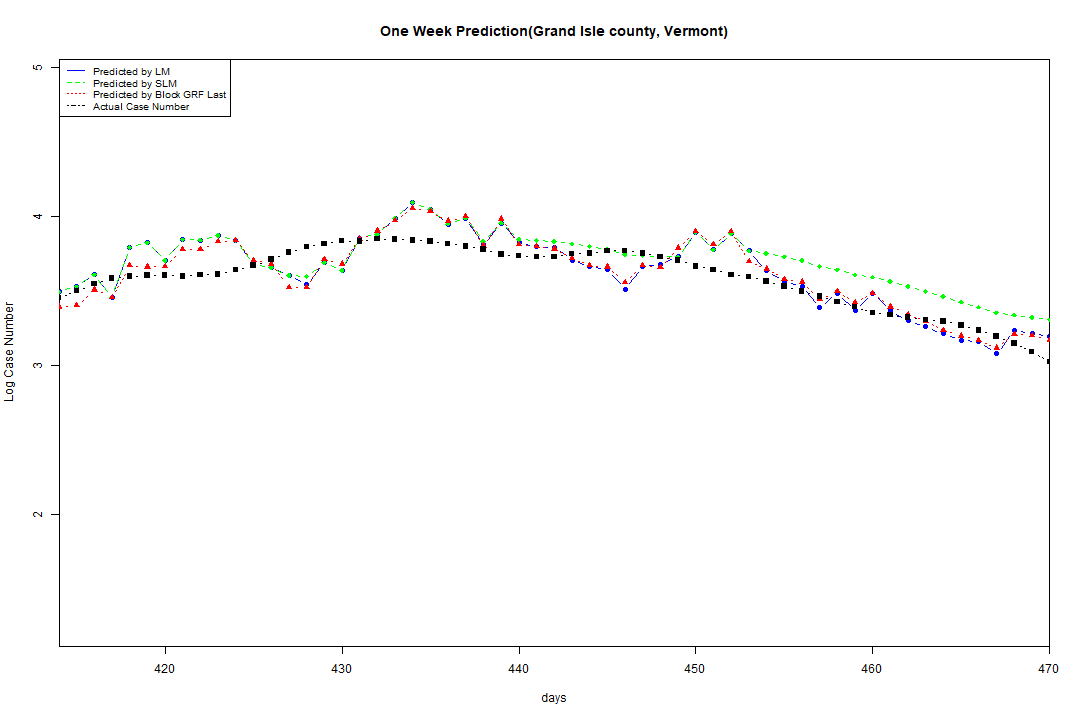 One Week Prediction(Grand Isle county, Vermont)
Predicted by LM
Predicted by SLM
Predicted by Block GRF Last
Actual Case Number
5
4
3
2
Log Case Number
420 430 440 450 460 470
days